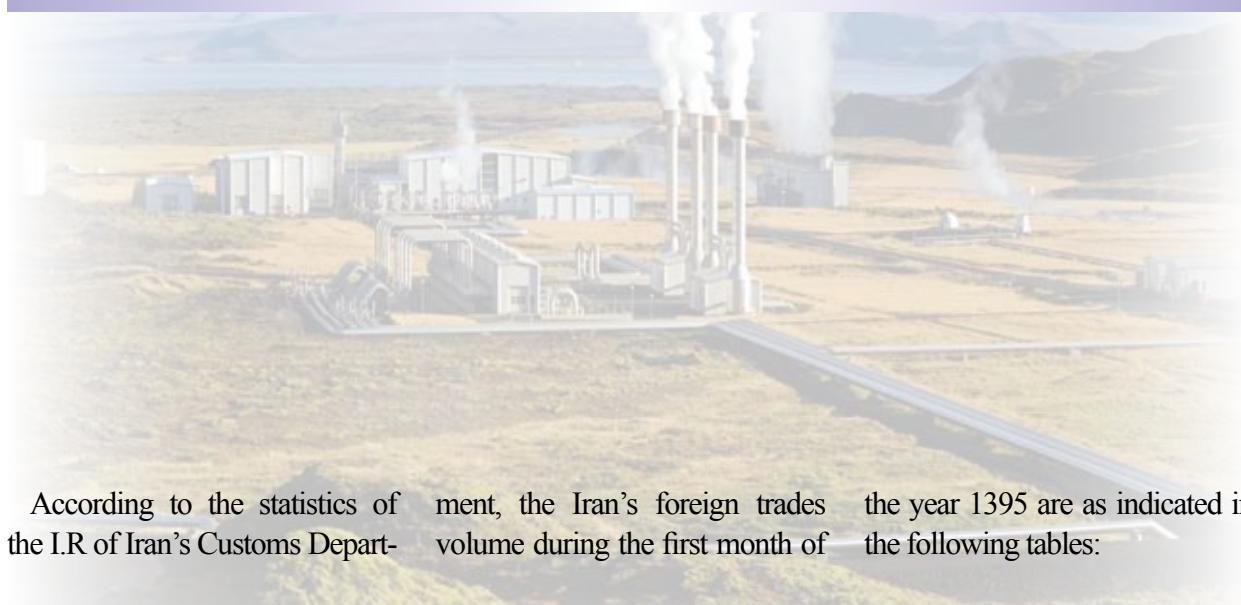 According to the statistics of
the I.R of Iran's Customs Depart-
ment, the Iran's foreign trades
volume during the first month of
the year 1395 are as indicated in
the following tables: